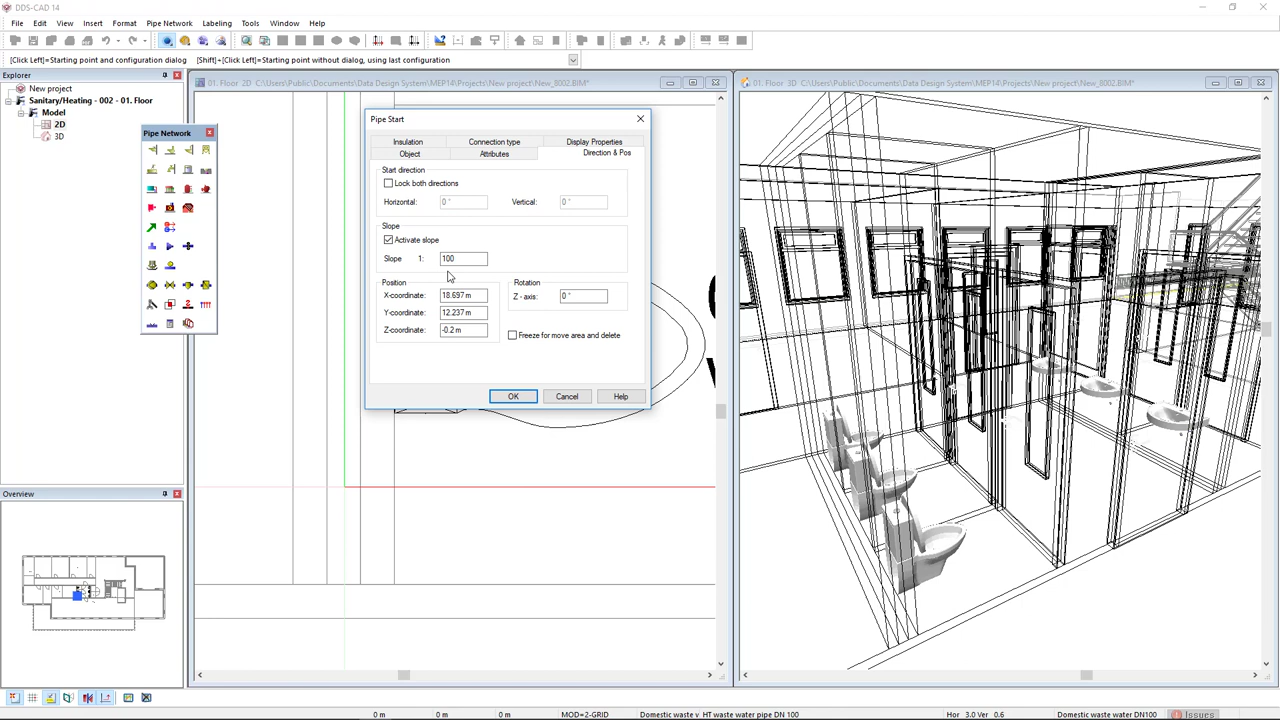 DDS-CAD 14
File Edit View Insert Format Pipe Network Labeling Tools Window Help
[Click Left]=Starting point and configuration dialog [Shift]+[Click Left]=Starting point without dialog, using last configuration
Explorer
New project
Sanitary/Heating - 002 - 01. Floor
Model
2D
3D
Pipe Network
01. Floor 2D C:\Users\Public\Documents\Data Design System\MEP14\Projects\New project\New_8002.BIM*
01. Floor 3D C:\Users\Public\Documents\Data Design System\MEP14\Projects\New project\New_8002.BIM*
Pipe Start
Insulation Connection type Display Properties
Object Attributes Direction & Pos
Start direction
Lock both directions
Horizontal: 0 ° Vertical: 0 °
Slope
Activate slope
Slope 1: 100
Position Rotation
X-coordinate: 18.697 m Z - axis: 0 °
Y-coordinate: 12.237 m
Z-coordinate: -0.2 m Freeze for move area and delete
OK Cancel Help
Overview
0 m 0 m 0 m MOD=2-GRID Domestic waste v HT waste water pipe DN 100 Hor 3.0 Ver 0.6 Domestic waste water DN100 Issues